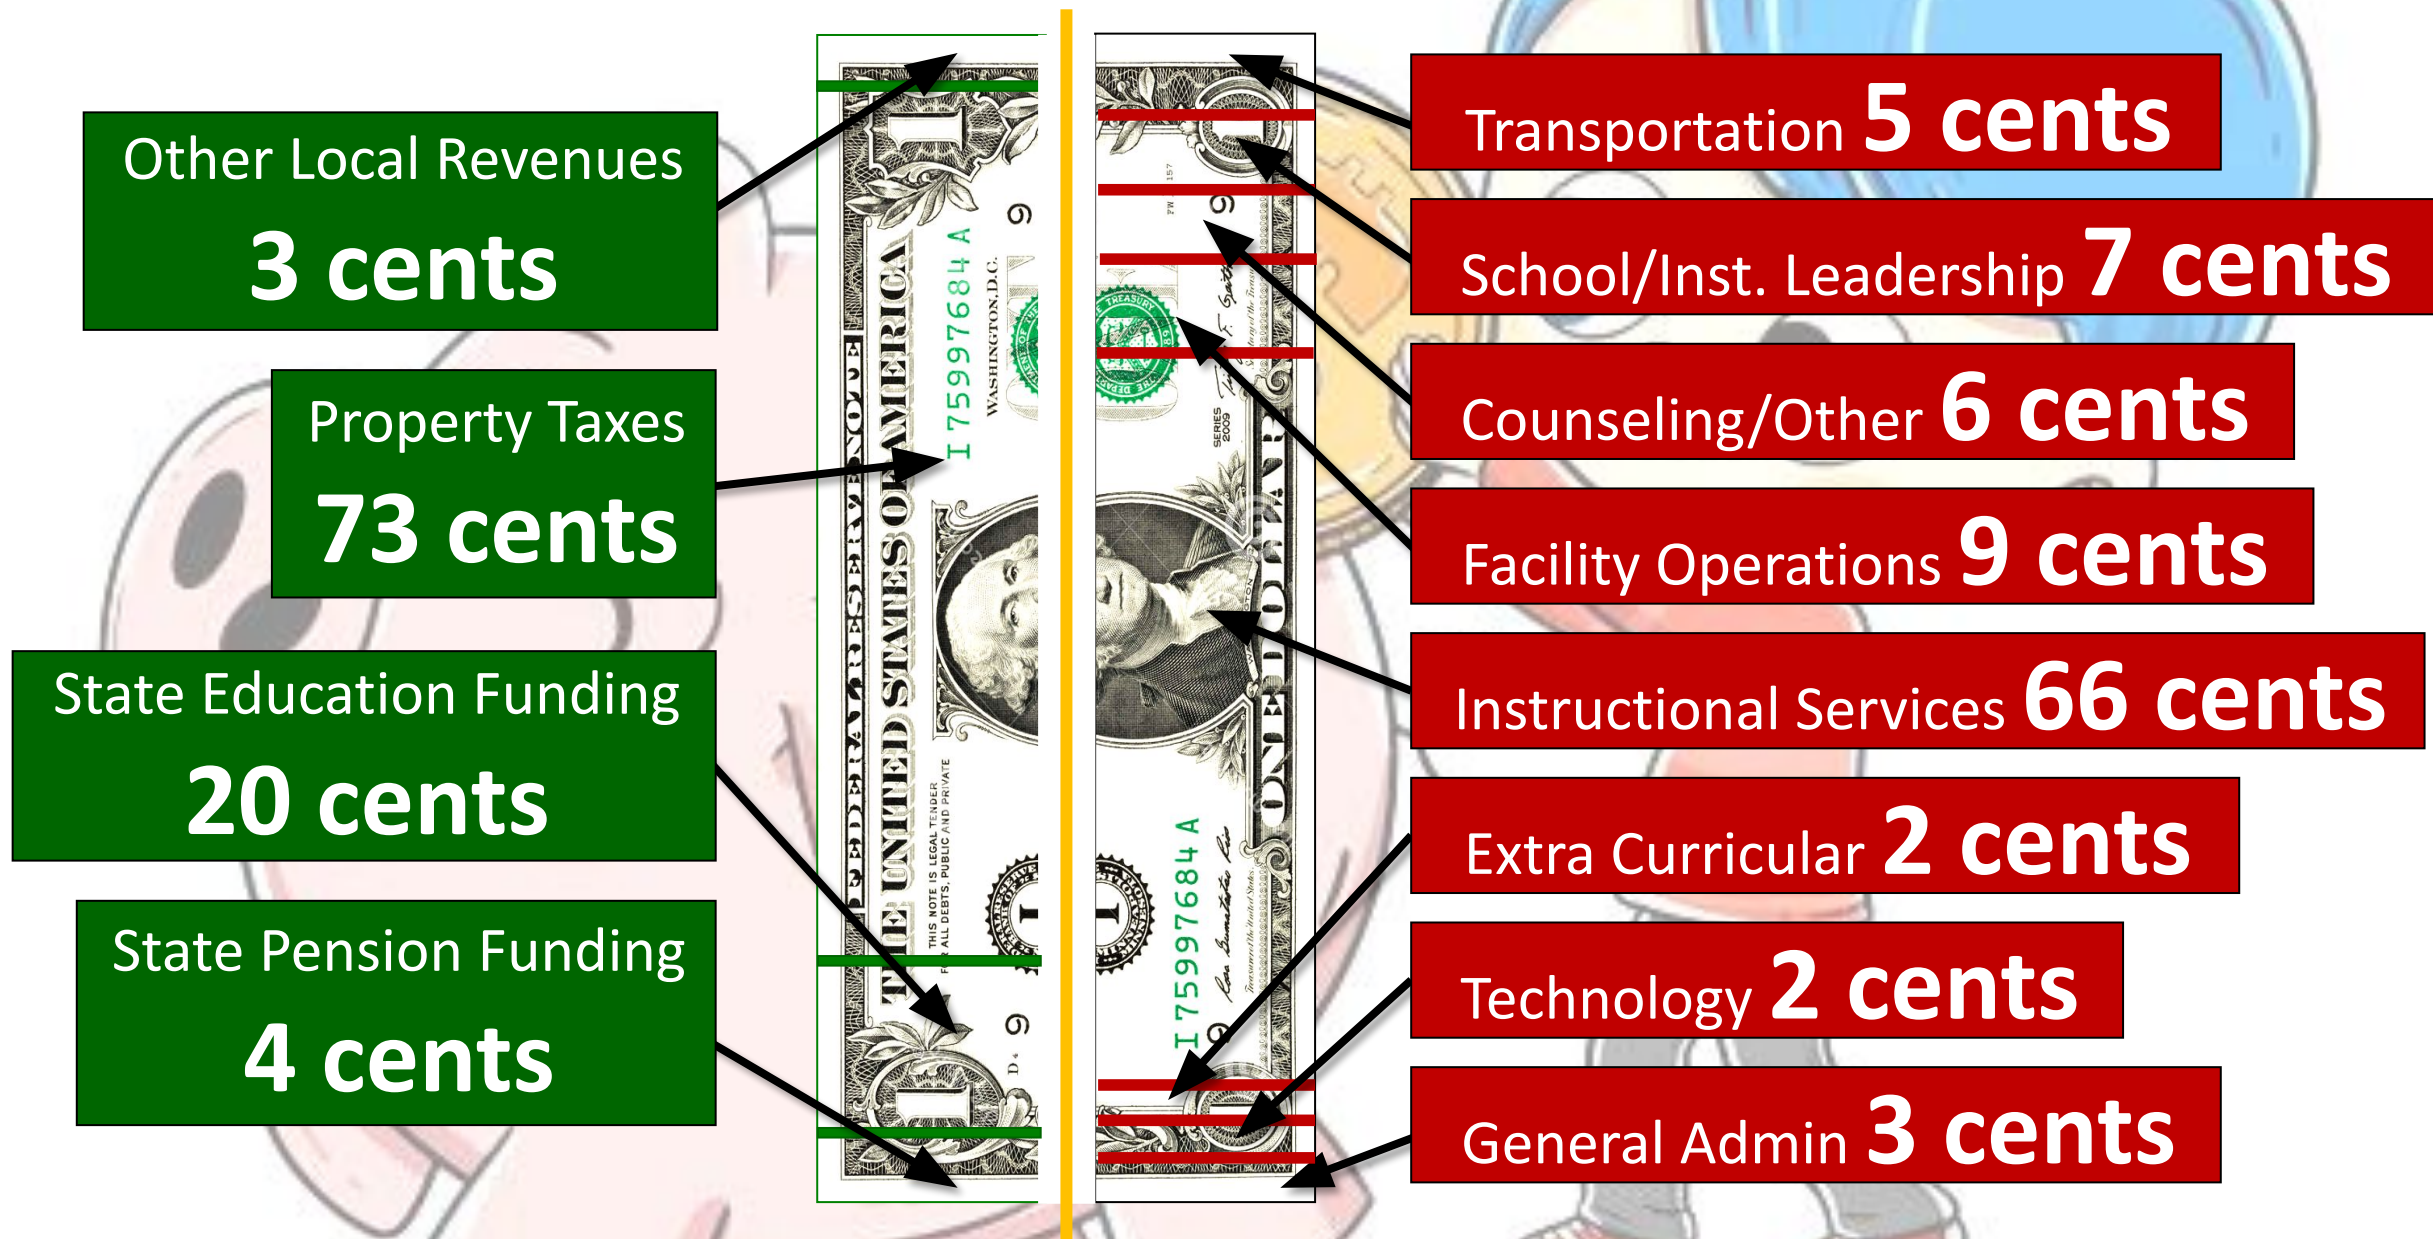 Other Local Revenues
3 cents
Property Taxes
73 cents
State Education Funding
20 cents
State Pension Funding
4 cents
THE UNITED STATES OF AMERICA
I 75997684 A
WASHINGTON, D.C.
THIS NOTE IS LEGAL TENDER
FOR ALL DEBTS, PUBLIC AND PRIVATE
ONE DOLLAR
I 75997684 A
SERIES
2009
Transportation 5 cents
School/Inst. Leadership 7 cents
Counseling/Other 6 cents
Facility Operations 9 cents
Instructional Services 66 cents
Extra Curricular 2 cents
Technology 2 cents
General Admin 3 cents